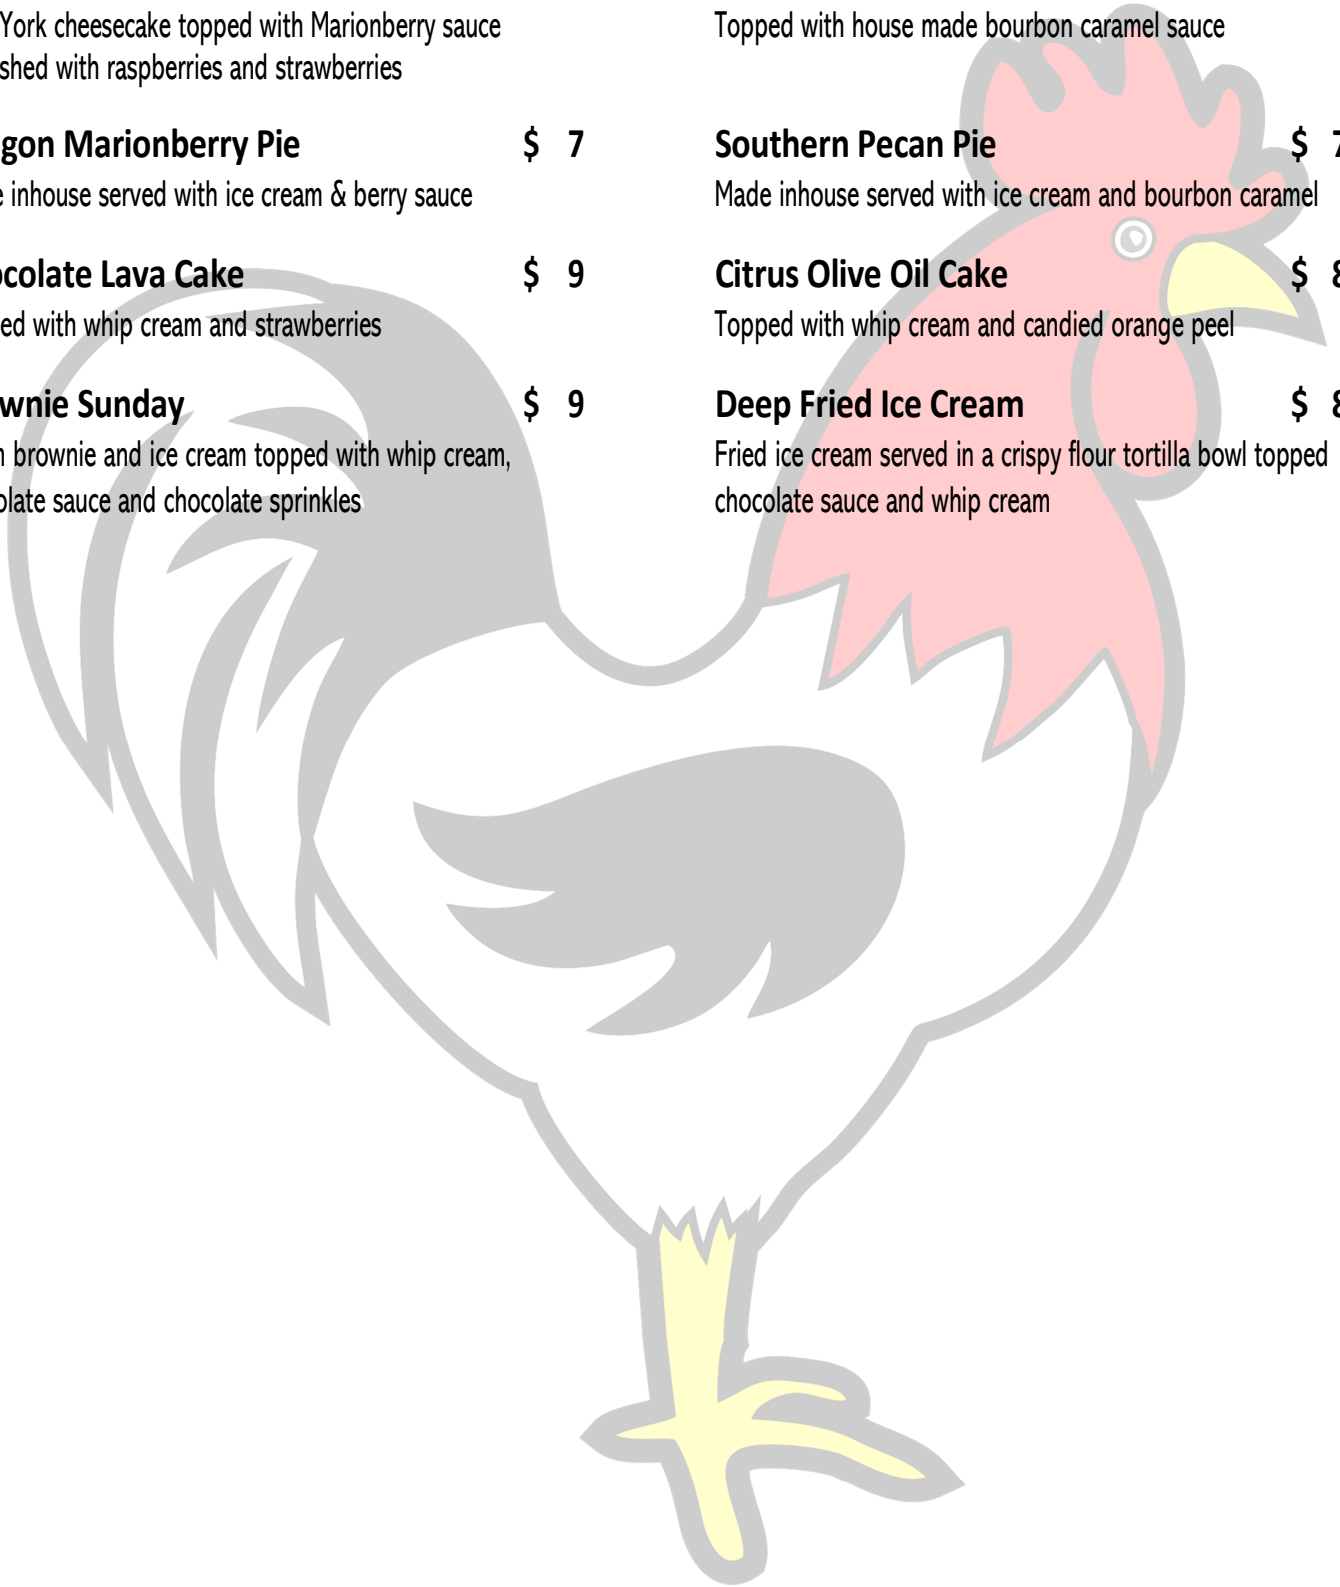 York cheesecake topped with Marionberry sauce
shed with raspberries and strawberries
gon Marionberry Pie $ 7
e inhouse served with ice cream & berry sauce
ocolate Lava Cake $ 9
ed with whip cream and strawberries
wnie Sunday $ 9
n brownie and ice cream topped with whip cream,
olate sauce and chocolate sprinkles
Topped with house made bourbon caramel sauce
Southern Pecan Pie $ 7
Made inhouse served with ice cream and bourbon caramel
Citrus Olive Oil Cake $ 8
Topped with whip cream and candied orange peel
Deep Fried Ice Cream $ 8
Fried ice cream served in a crispy flour tortilla bowl topped
chocolate sauce and whip cream